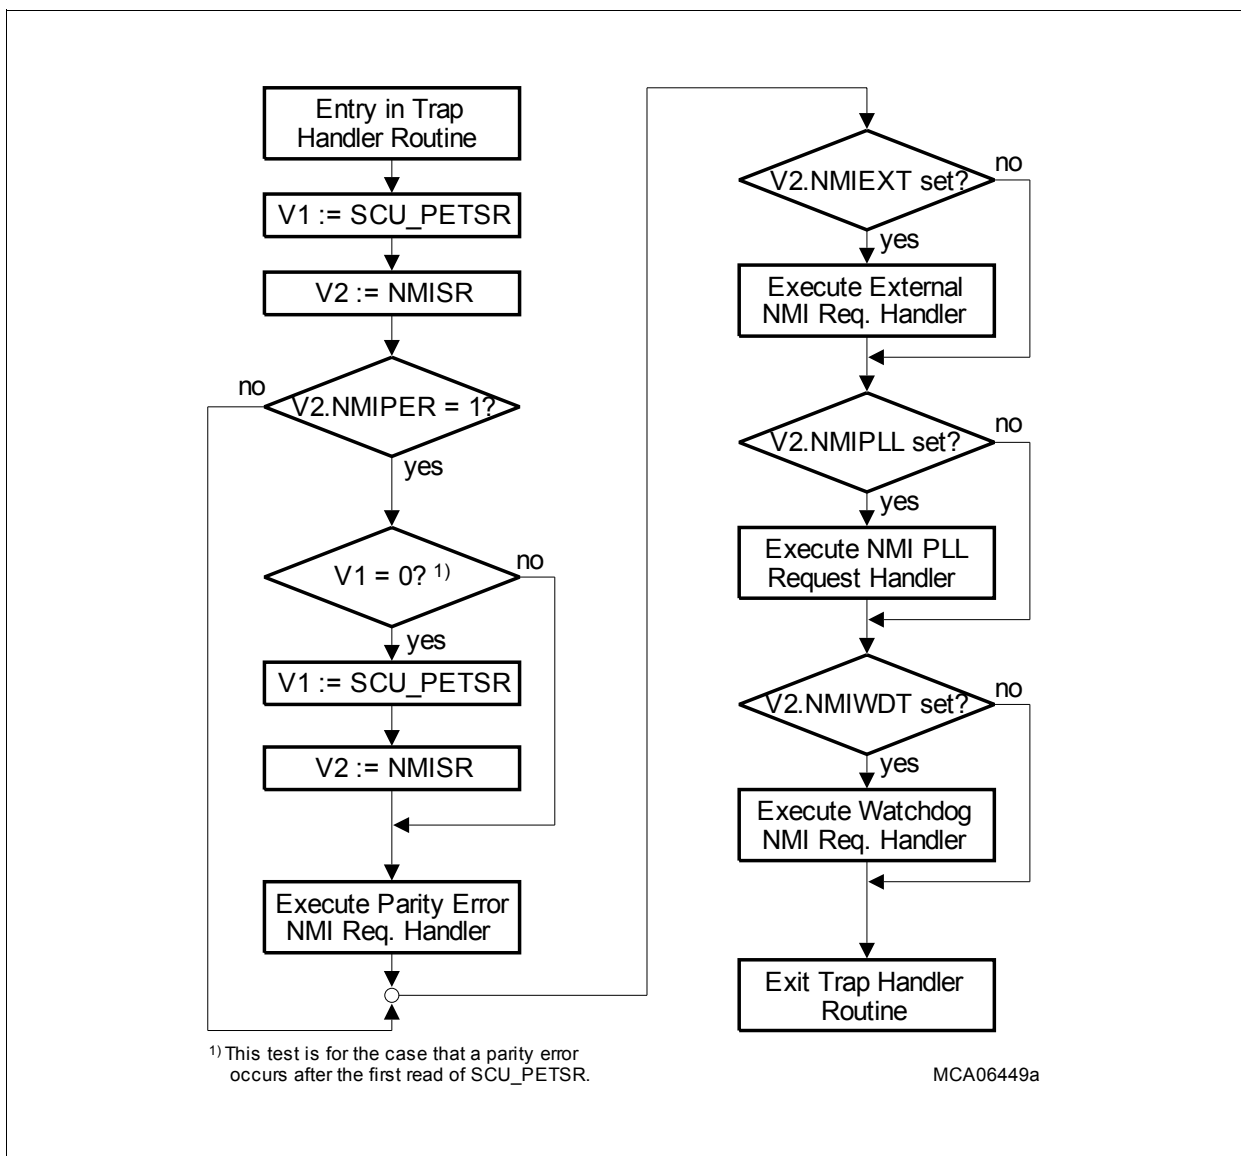 Entry in Trap
Handler Routine
V1 := SCU_PETSR
V2 := NMISR
no
V2.NMIPER = 1?
yes
V1 = 0? 1)
no
yes
V1 := SCU_PETSR
V2 := NMISR
Execute Parity Error
NMI Req. Handler
1) This test is for the case that a parity error
occurs after the first read of SCU_PETSR.
V2.NMIEXT set?
no
yes
Execute External
NMI Req. Handler
V2.NMIPLL set?
no
yes
Execute NMI PLL
Request Handler
V2.NMIWDT set?
no
yes
Execute Watchdog
NMI Req. Handler
Exit Trap Handler
Routine
MCA06449a